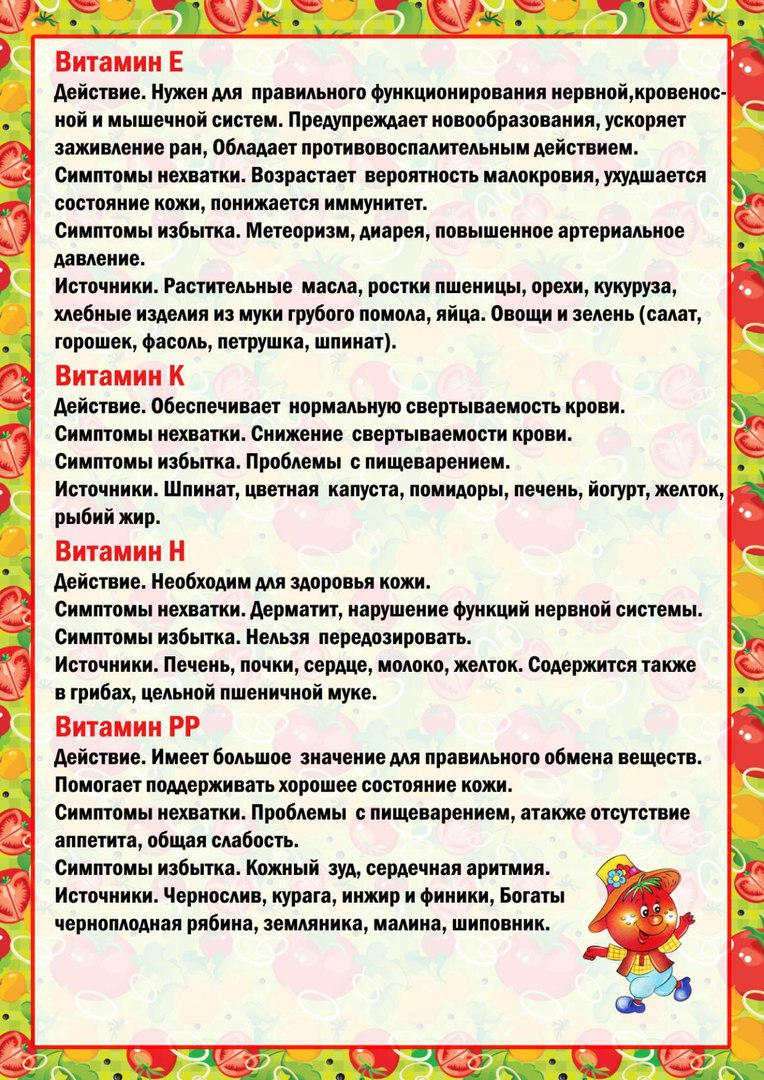 Витамин Е
Действие. Нужен для правильного функционирования нервной,кровенос-
ной и мышечной систем. Предупреждает новообразования, ускоряет
заживление ран, Обладает противовоспалительным действием.
Симптомы нехватки. Возрастает вероятность малокровия, ухудшается
состояние кожи, понижается иммунитет.
Симптомы избытка. Метеоризм, диарея, повышенное артериальное
давление.
Источники. Растительные масла, ростки пшеницы, орехи, кукуруза,
хлебные изделия из муки грубого помола, яйца. Овощи и зелень (салат,
горошек, фасоль, петрушка, шпинат).
Витамин К
Действие. Обеспечивает нормальную свертываемость крови.
Симптомы нехватки. Снижение свертываемости крови.
Симптомы избытка. Проблемы с пищеварением.
Источники. Шпинат, цветная капуста, помидоры, печень, йогурт, желток,
рыбий жир.
Витамин Н
Действие. Необходим для здоровья кожи.
Симптомы нехватки. Дерматит, нарушение функций нервной системы.
Симптомы избытка. Нельзя передозировать.
Источники. Печень, почки, сердце, молоко, желток. Содержится также
в грибах, цельной пшеничной муке.
Витамин РР
Действие. Имеет большое значение для правильного обмена веществ.
Помогает поддерживать хорошее состояние кожи.
Симптомы нехватки. Проблемы с пищеварением, атакже отсутствие
аппетита, общая слабость.
Симптомы избытка. Кожный зуд, сердечная аритмия.
Источники. Чернослив, курага, инжир и финики, Богаты
черноплодная рябина, земляника, малина, шиповник.